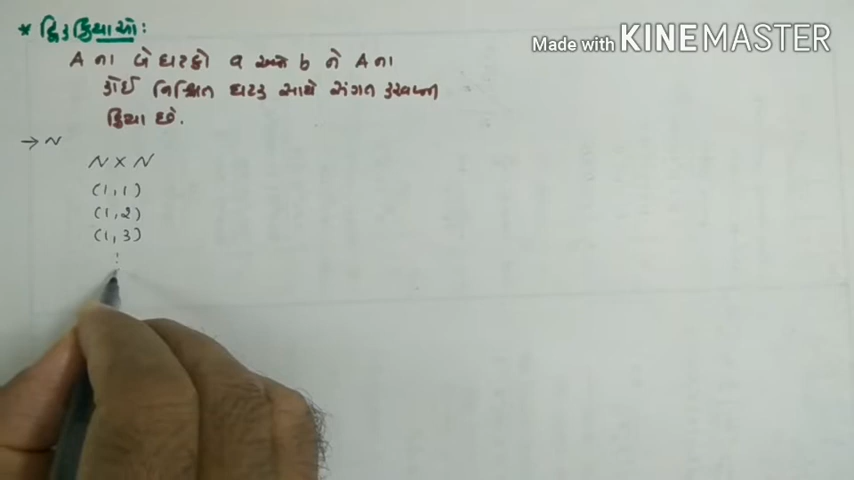 * દ્વિક્ ક્રિયાઓ:
A ના બે ઘટકો a અને b ને A ના
કોઈ નિશ્ચિત ઘટક સાથે સંગત કરવાની
ક્રિયા છે.
→ N
N × N
(1,1)
(1,2)
(1,3)
Made with KINEMASTER